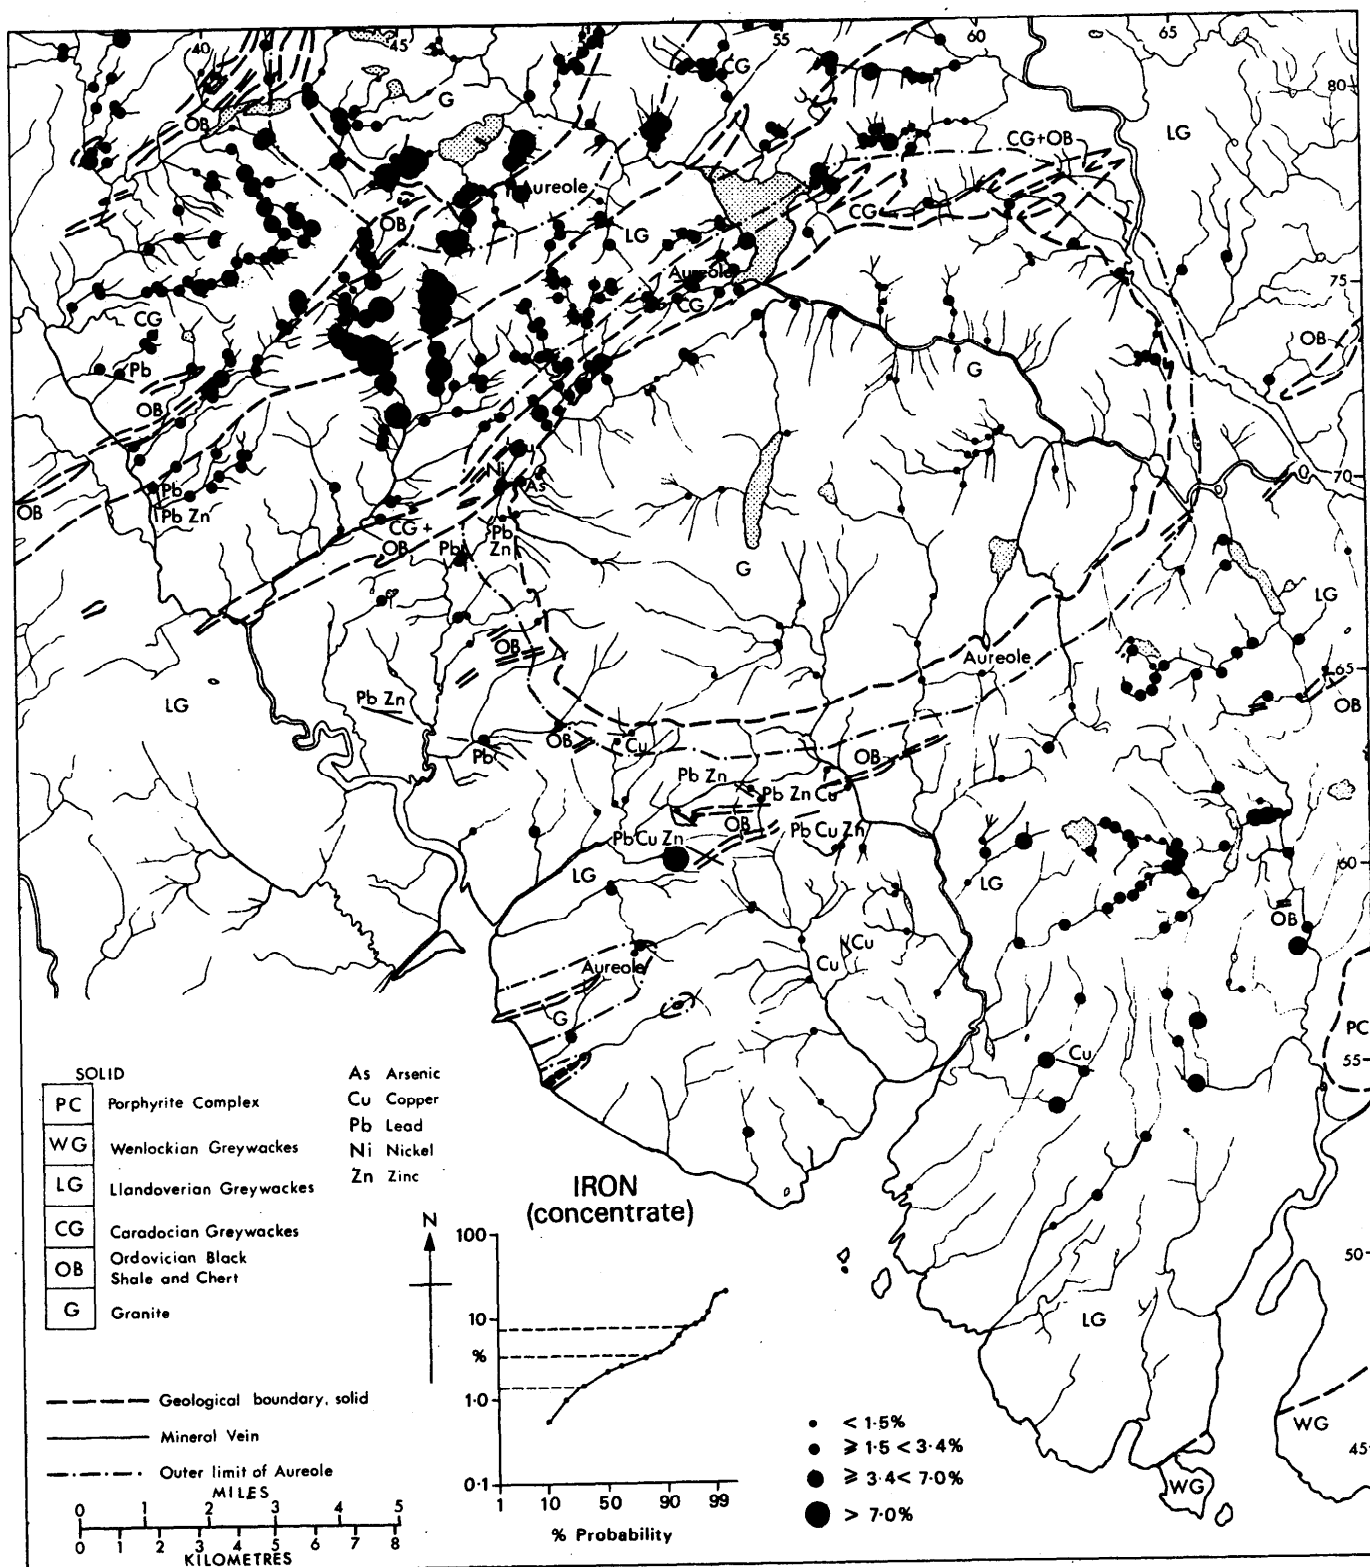 40 45 55 60 65
CG
G
80
OB
CG+OB
LG
Aureole
OB
CG
LG
Aureole
CG
75
CG
OB
Pb
G
OB
Ni
As
70
Pb
OB
Pb Zn
CG +
OB
Pb
Zn
Pb
G
LG
OB
Aureole
65
Pb Zn
LG
OB
OB
Cu
Pb
OB
Pb Zn
Pb Zn Cu
OB
Pb Cu Zn
Pb Cu Zn
60
LG
LG
OB
Cu
Cu
Aureole
G
PC
Cu
55
SOLID
PC Porphyrite Complex
WG Wenlockian Greywackes
LG Llandoverian Greywackes
CG Caradocian Greywackes
OB Ordovician Black
Shale and Chert
G Granite
As Arsenic
Cu Copper
Pb Lead
Ni Nickel
Zn Zinc
IRON
(concentrate)
N
100
10
%
1·0
0·1
1 10 50 90 99
% Probability
50
LG
WG
45
WG
Geological boundary, solid
Mineral Vein
Outer limit of Aureole
MILES
0 1 2 3 4 5
0 1 2 3 4 5 6 7 8
KILOMETRES
< 1·5%
⩾ 1·5 < 3·4%
⩾ 3·4 < 7·0%
> 7·0%